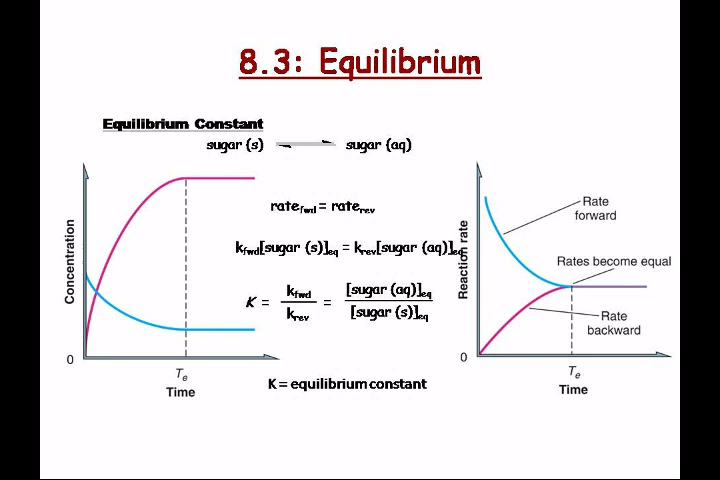 8.3: Equilibrium
Equilibrium Constant
sugar (s) sugar (aq)
rate_fwd = rate_rev
k_fwd[sugar (s)]_eq = k_rev[sugar (aq)]_eq
K = k_fwd / k_rev = [sugar (aq)]_eq / [sugar (s)]_eq
K = equilibrium constant
Concentration
0
T_e
Time
Reaction rate
Rate
forward
Rates become equal
Rate
backward
0
T_e
Time